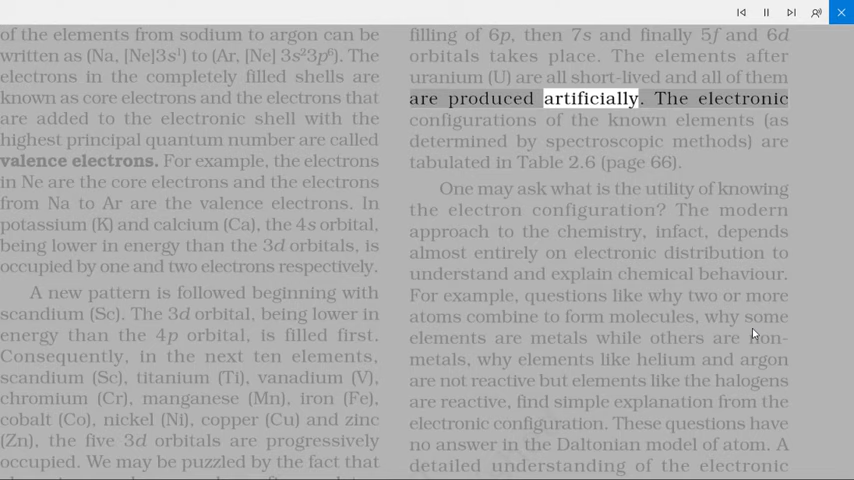 of the elements from sodium to argon can be
written as (Na, [Ne]3s¹) to (Ar, [Ne] 3s²3p⁶). The
electrons in the completely filled shells are
known as core electrons and the electrons that
are added to the electronic shell with the
highest principal quantum number are called
valence electrons. For example, the electrons
in Ne are the core electrons and the electrons
from Na to Ar are the valence electrons. In
potassium (K) and calcium (Ca), the 4s orbital,
being lower in energy than the 3d orbitals, is
occupied by one and two electrons respectively.
A new pattern is followed beginning with
scandium (Sc). The 3d orbital, being lower in
energy than the 4p orbital, is filled first.
Consequently, in the next ten elements,
scandium (Sc), titanium (Ti), vanadium (V),
chromium (Cr), manganese (Mn), iron (Fe),
cobalt (Co), nickel (Ni), copper (Cu) and zinc
(Zn), the five 3d orbitals are progressively
occupied. We may be puzzled by the fact that
filling of 6p, then 7s and finally 5f and 6d
orbitals takes place. The elements after
uranium (U) are all short-lived and all of them
are produced artificially. The electronic
configurations of the known elements (as
determined by spectroscopic methods) are
tabulated in Table 2.6 (page 66).
One may ask what is the utility of knowing
the electron configuration? The modern
approach to the chemistry, infact, depends
almost entirely on electronic distribution to
understand and explain chemical behaviour.
For example, questions like why two or more
atoms combine to form molecules, why some
elements are metals while others are non-
metals, why elements like helium and argon
are not reactive but elements like the halogens
are reactive, find simple explanation from the
electronic configuration. These questions have
no answer in the Daltonian model of atom. A
detailed understanding of the electronic